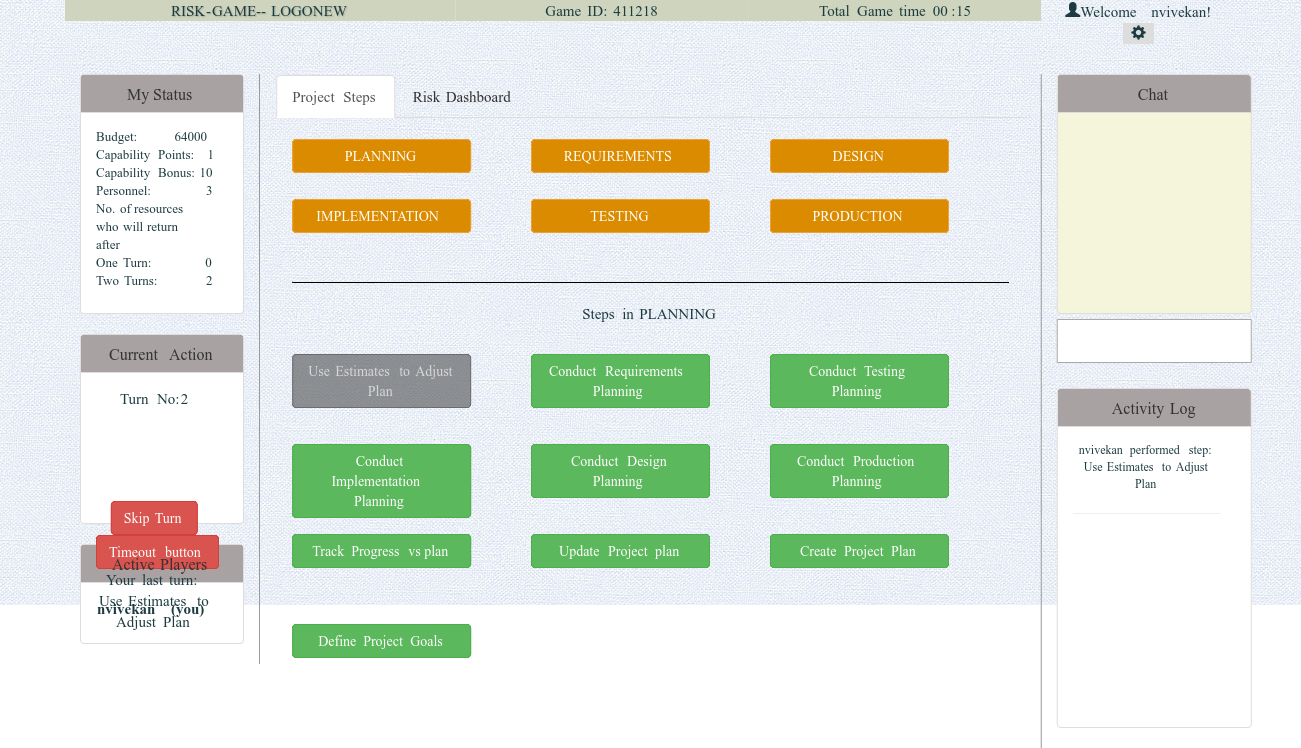 RISK-GAME-- LOGONEW
Game ID: 411218
Total Game time 00 :15
Welcome nvivekan!
My Status
Budget: 64000
Capability Points: 1
Capability Bonus: 10
Personnel: 3
No. of resources
who will return
after
One Turn: 0
Two Turns: 2
Current Action
Turn No:2
Skip Turn
Timeout button
Active Players
Your last turn:
Use Estimates to
nvivekan (you)
Adjust Plan
Project Steps
Risk Dashboard
PLANNING
REQUIREMENTS
DESIGN
IMPLEMENTATION
TESTING
PRODUCTION
Steps in PLANNING
Use Estimates to Adjust
Plan
Conduct Requirements
Planning
Conduct Testing
Planning
Conduct
Implementation
Planning
Conduct Design
Planning
Conduct Production
Planning
Track Progress vs plan
Update Project plan
Create Project Plan
Define Project Goals
Chat
Activity Log
nvivekan performed step:
Use Estimates to Adjust
Plan